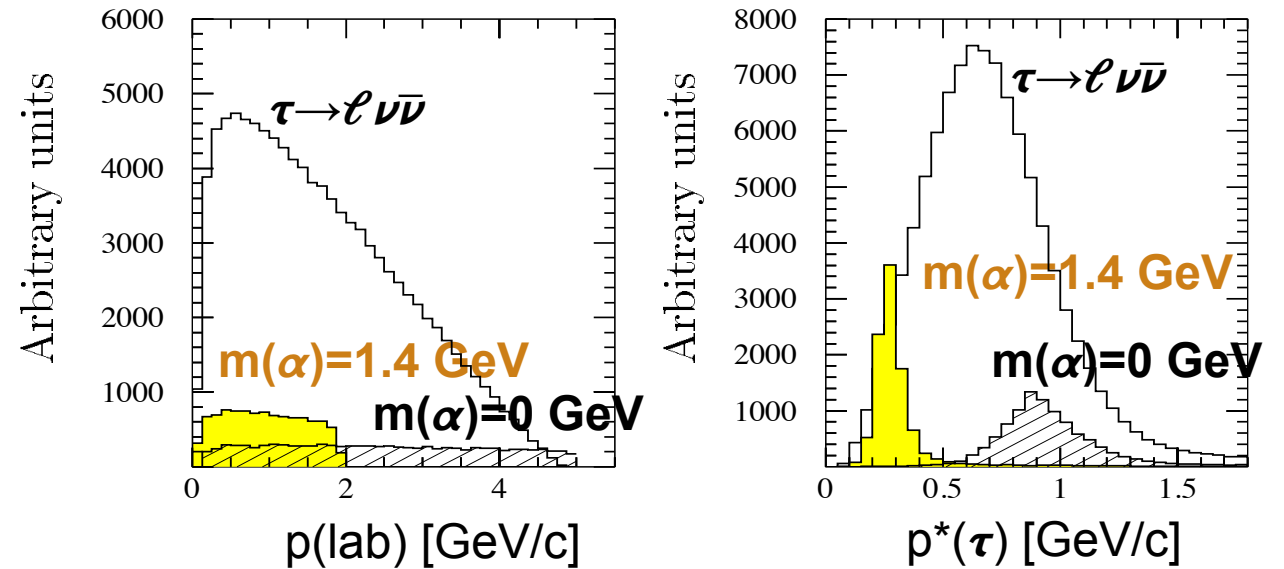 6000
5000
4000
3000
2000
1000
0
2
4
Arbitrary units
τ→ℓνν̄
m(α)=1.4 GeV
m(α)=0 GeV
p(lab) [GeV/c]
8000
7000
6000
5000
4000
3000
2000
1000
0
0.5
1
1.5
Arbitrary units
τ→ℓνν̄
m(α)=1.4 GeV
m(α)=0 GeV
p*(τ) [GeV/c]